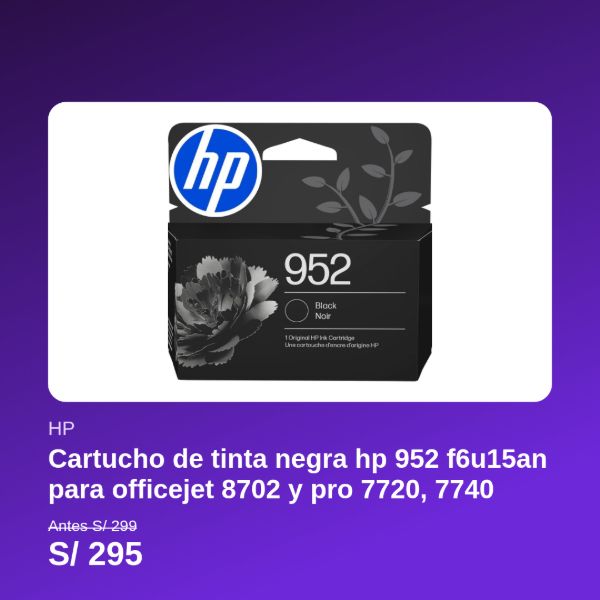 hp
952
Black
Noir
1 Original HP Ink Cartridge
Une cartouche d'encre d'origine HP
HP
Cartucho de tinta negra hp 952 f6u15an
para officejet 8702 y pro 7720, 7740
Antes S/ 299
S/ 295